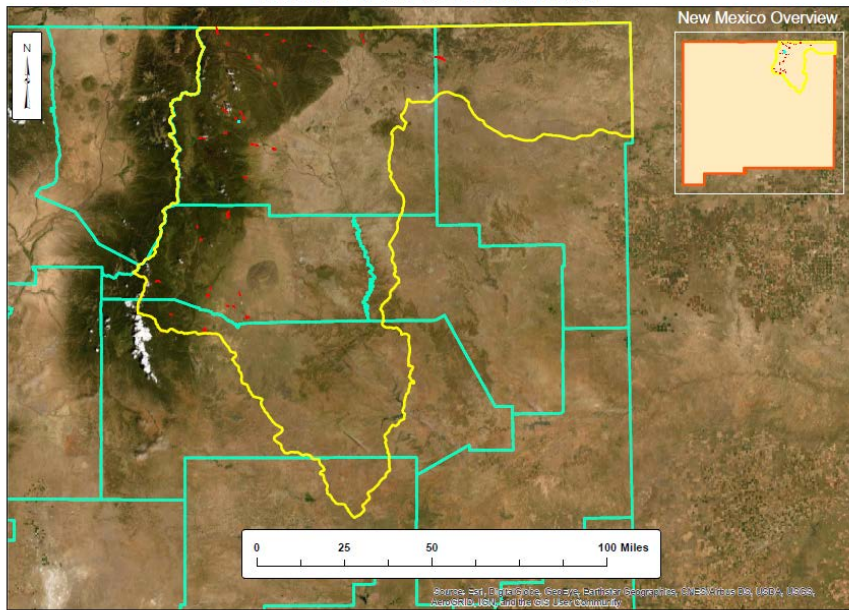 New Mexico Overview
N
0 25 50 100 Miles
Source: Esri, DigitalGlobe, GeoEye, Earthstar Geographics, CNES/Airbus DS, USDA, USGS,
AeroGRID, IGN, and the GIS User Community